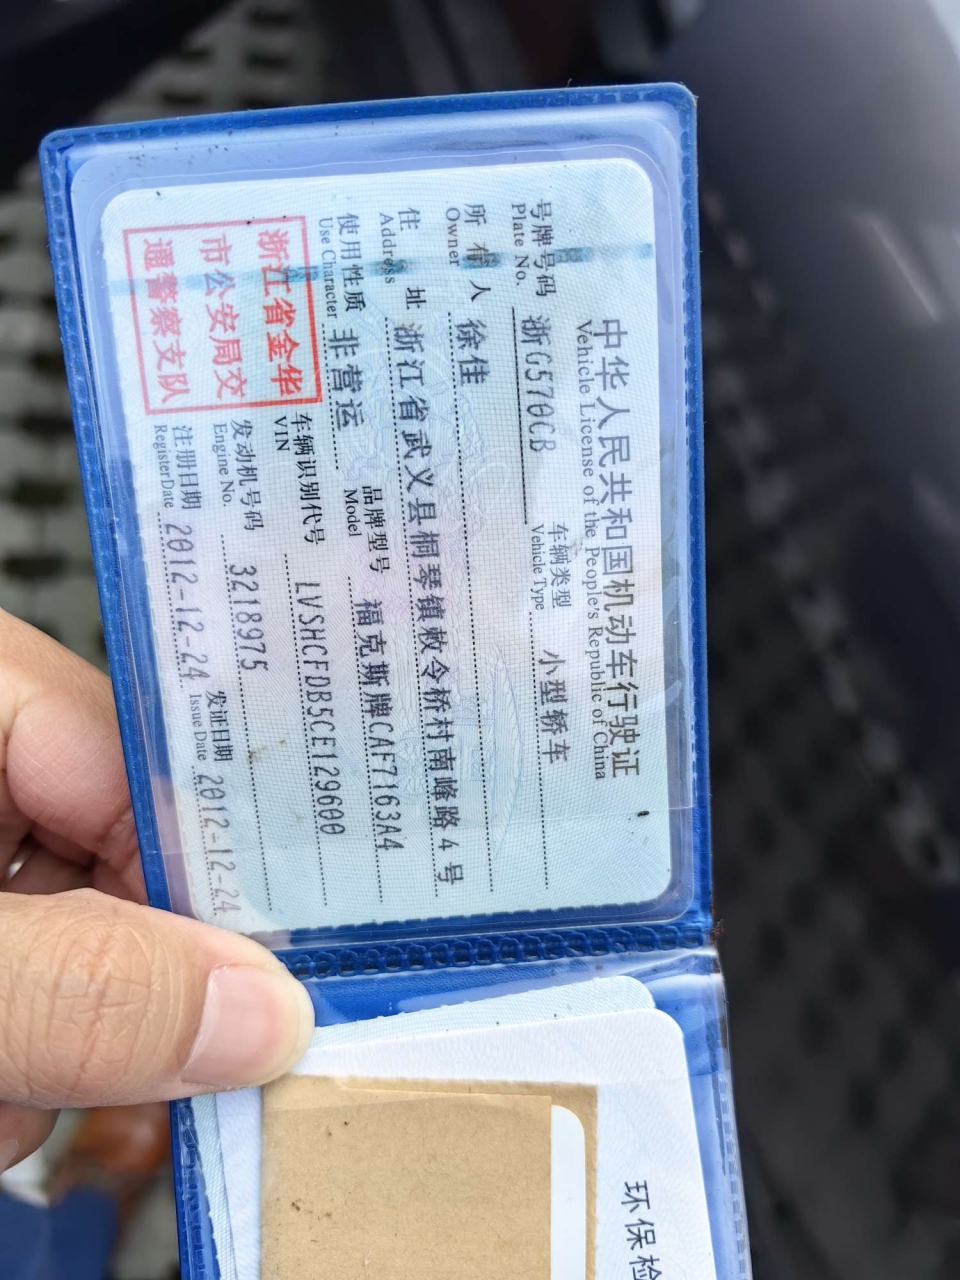 中华人民共和国机动车行驶证
Vehicle License of the People's Republic of China
号牌号码 浙G570CB 车辆类型 小型轿车
Plate No. Vehicle Type
所有人 徐佳
Owner
住址 浙江省武义县桐琴镇敕令桥村南峰路4号
Address
使用性质 非营运 品牌型号 福克斯牌CAF7163A4
Use Character Model
浙江省金华
市公安局交
通警察支队
车辆识别代号 LVSHCFDB5CE129600
VIN
发动机号码 3218975
Engine No.
注册日期 2012-12-24 发证日期 2012-12-24
Register Date Issue Date
环保检